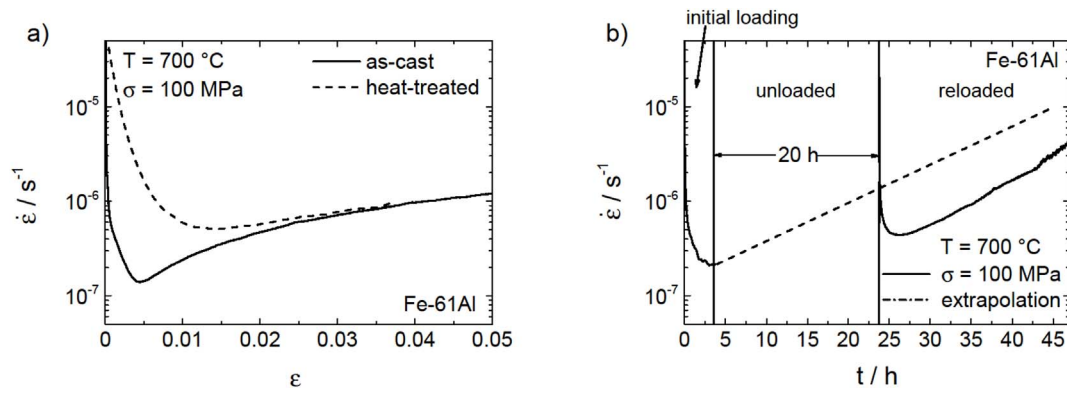 a)
T = 700 °C
σ = 100 MPa
as-cast
heat-treated
10⁻⁵
10⁻⁶
10⁻⁷
ε̇ / s⁻¹
Fe-61Al
0 0.01 0.02 0.03 0.04 0.05
ε
initial loading
b)
Fe-61Al
unloaded
reloaded
20 h
10⁻⁵
10⁻⁶
10⁻⁷
ε̇ / s⁻¹
T = 700 °C
σ = 100 MPa
extrapolation
0 5 10 15 20 25 30 35 40 45
t / h